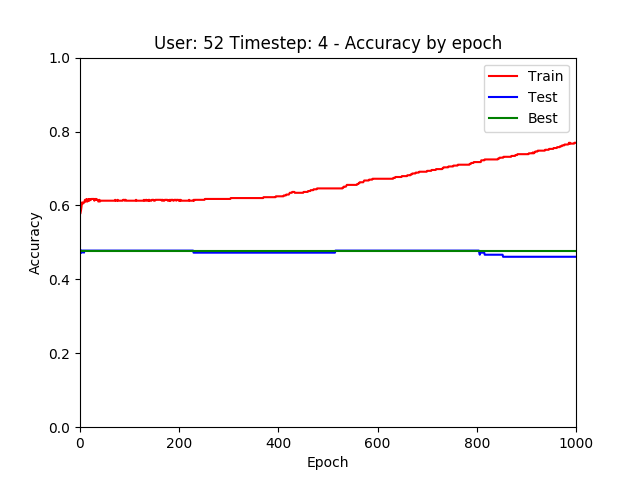 User: 52 Timestep: 4 - Accuracy by epoch
1.0
0.8
0.6
0.4
0.2
0.0
Accuracy
Train
Test
Best
0 200 400 600 800 1000
Epoch